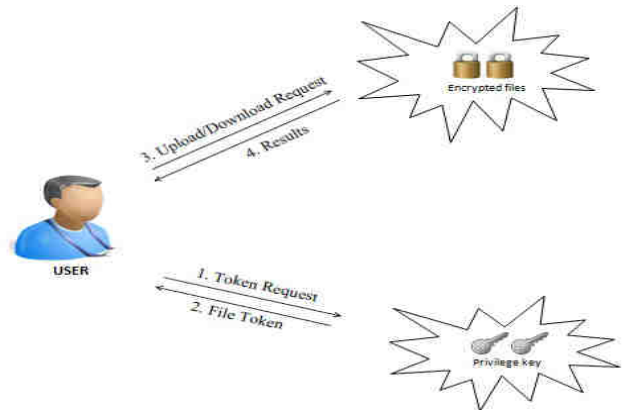 Encrypted files
3. Upload/Download Request
4. Results
USER
1. Token Request
2. File Token
Privilege key